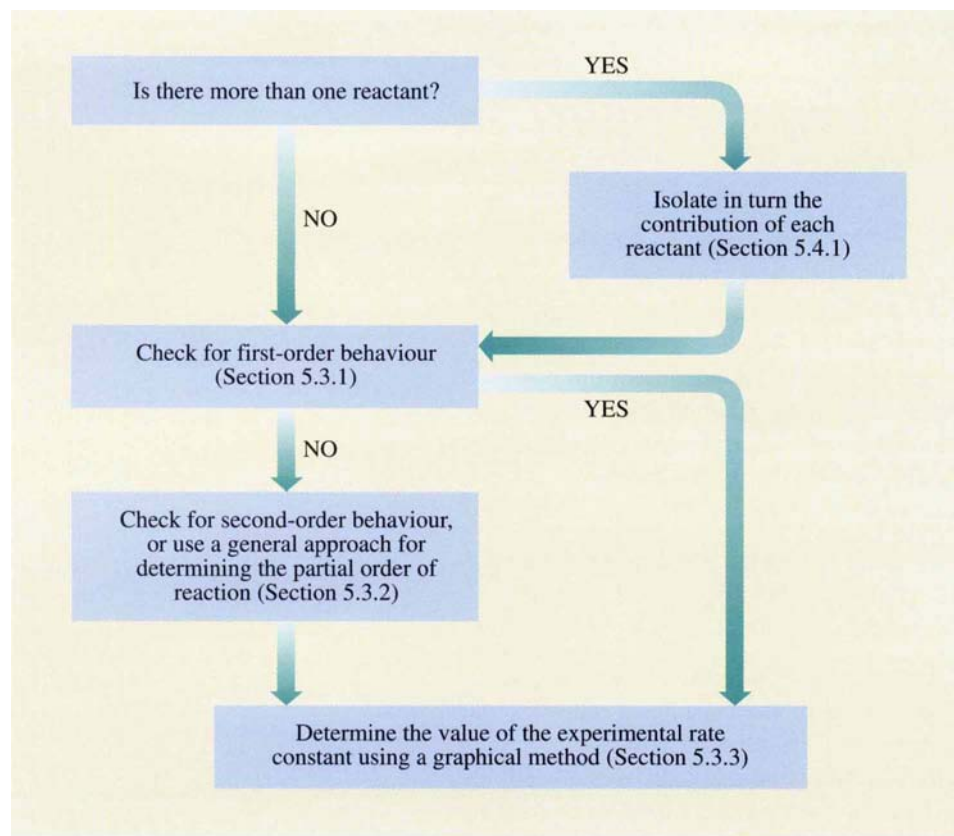 Is there more than one reactant?
YES
Isolate in turn the
contribution of each
reactant (Section 5.4.1)
NO
Check for first-order behaviour
(Section 5.3.1)
YES
NO
Check for second-order behaviour,
or use a general approach for
determining the partial order of
reaction (Section 5.3.2)
Determine the value of the experimental rate
constant using a graphical method (Section 5.3.3)